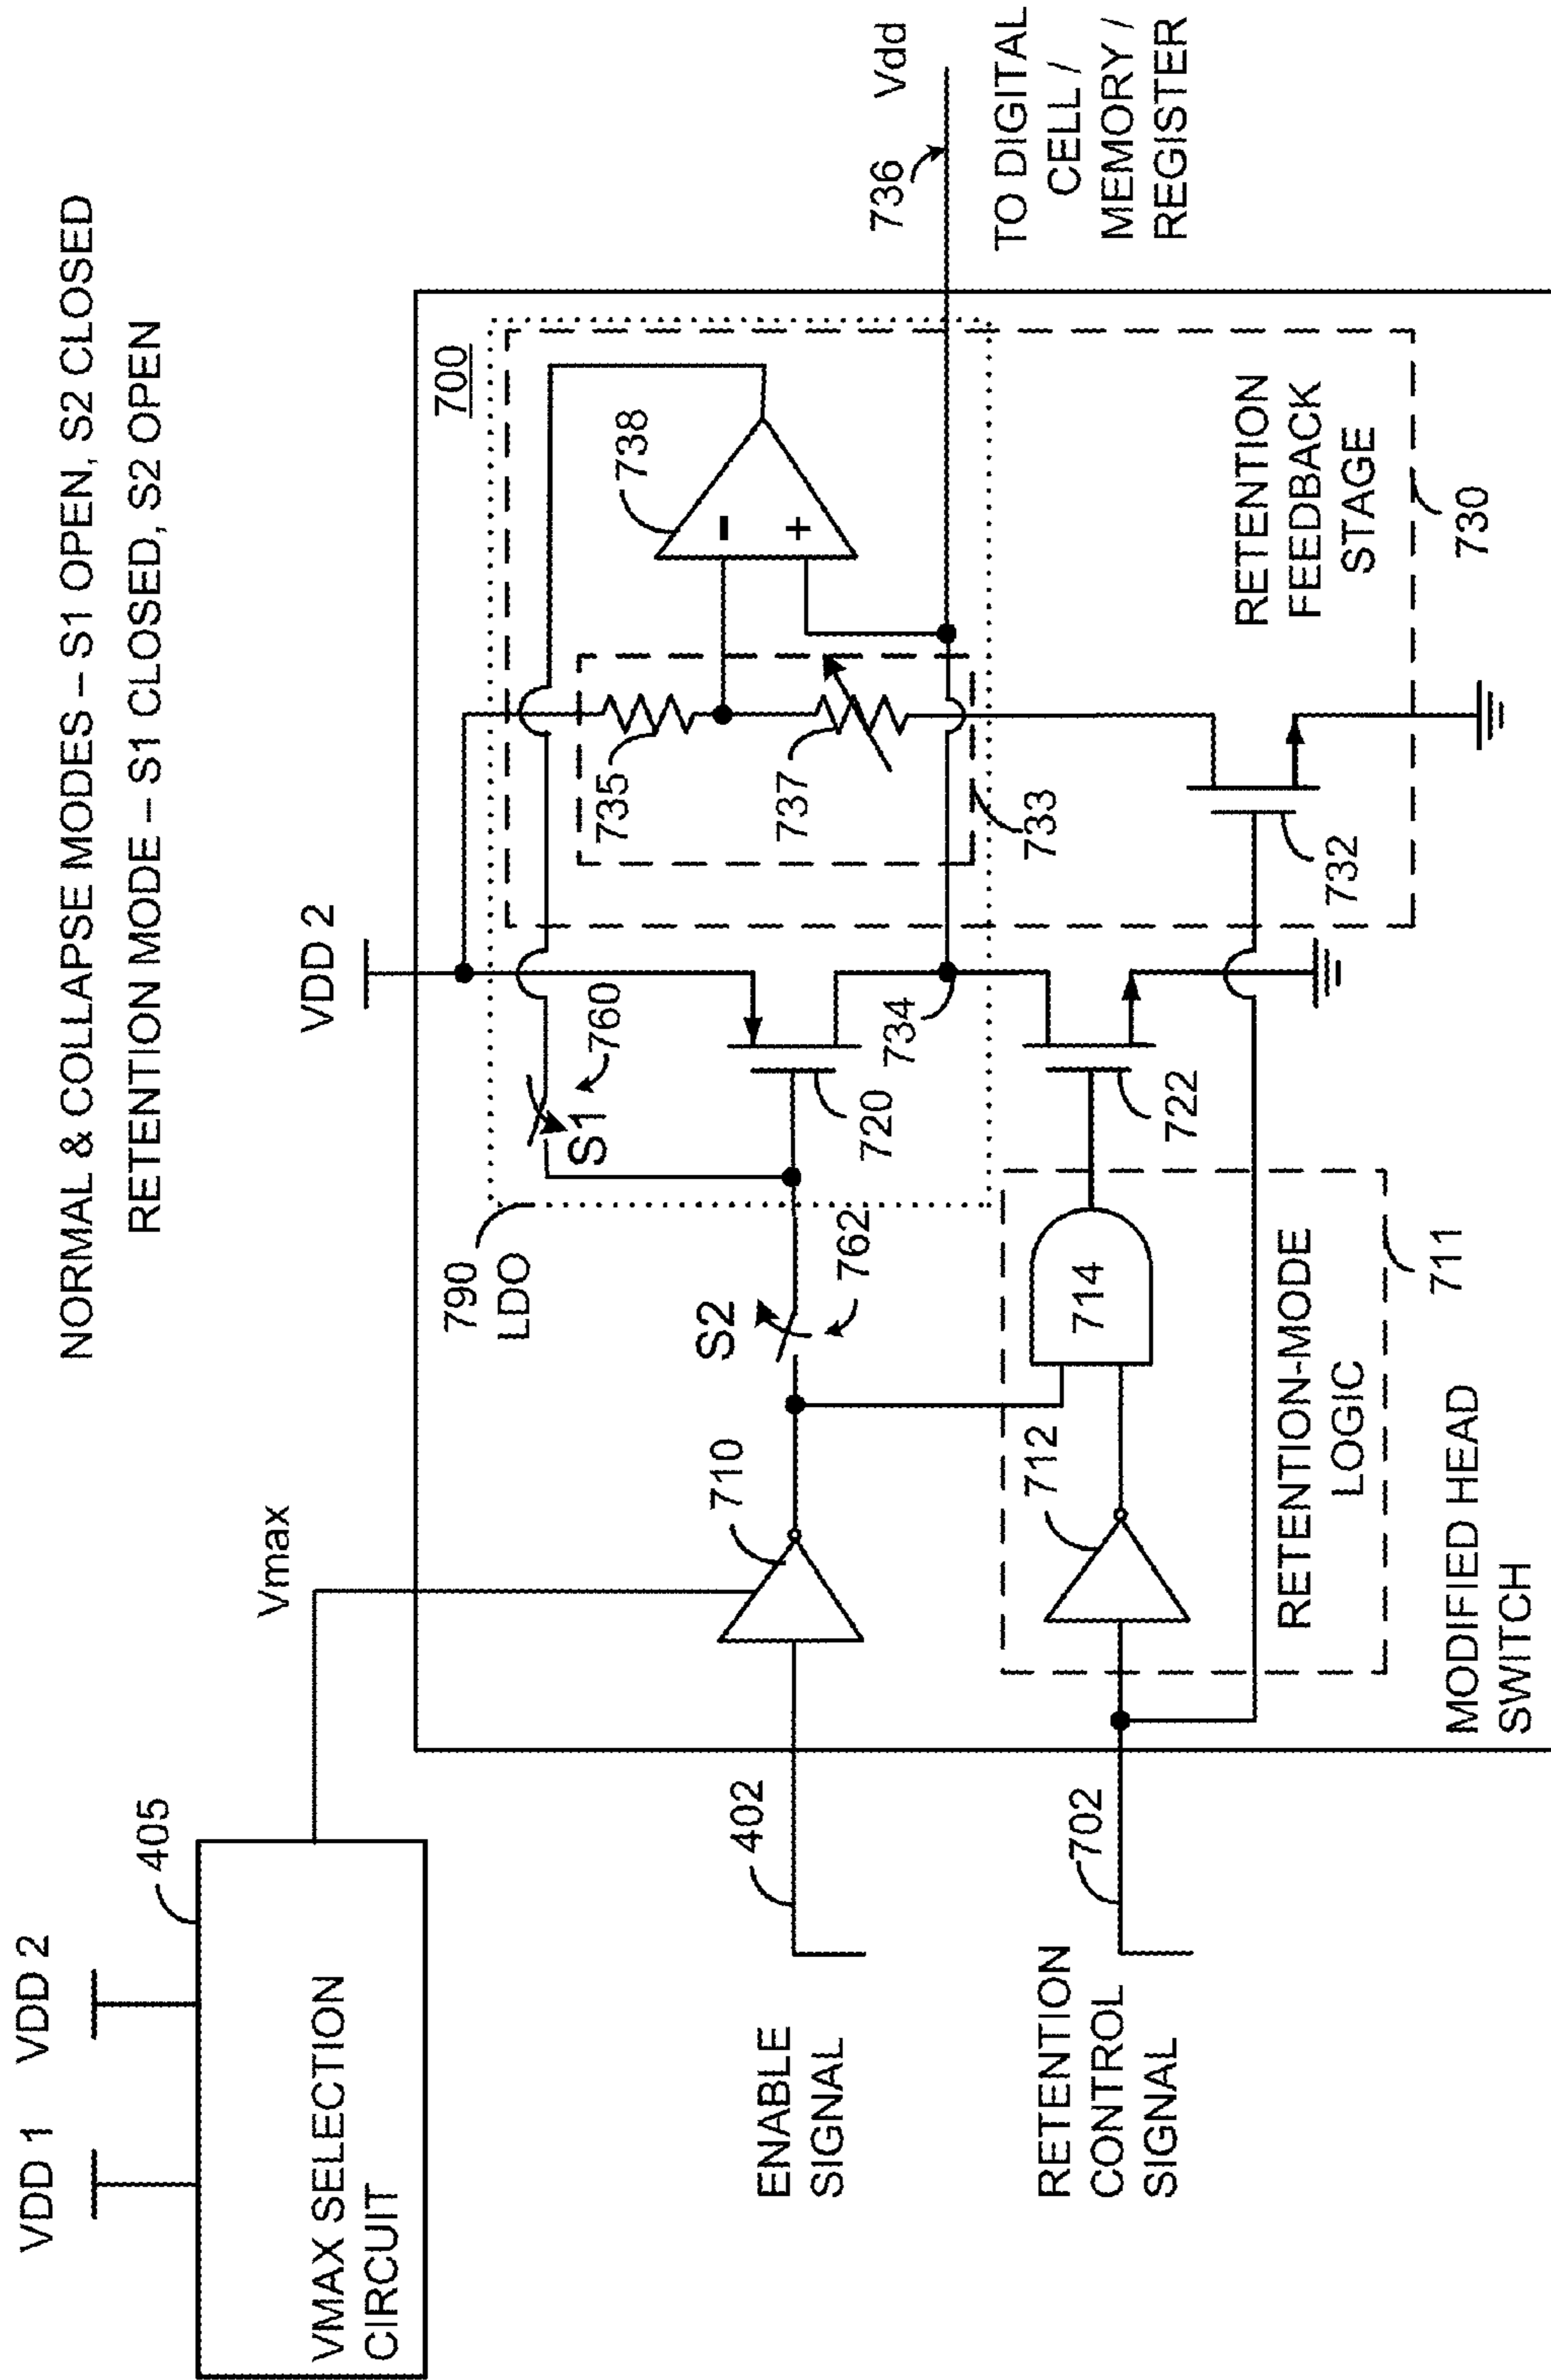 NORMAL & COLLAPSE MODES – S1 OPEN, S2 CLOSED
RETENTION MODE – S1 CLOSED, S2 OPEN
VDD 1
VDD 2
405
VMAX SELECTION
CIRCUIT
Vmax
VDD 2
700
790
LDO
S1
760
738
-
+
735
737
733
736
Vdd
TO DIGITAL
CELL /
MEMORY /
REGISTER
ENABLE
SIGNAL
402
710
S2
762
720
734
RETENTION
CONTROL
SIGNAL
702
712
714
722
732
RETENTION-MODE
LOGIC
711
RETENTION
FEEDBACK
STAGE
730
MODIFIED HEAD
SWITCH